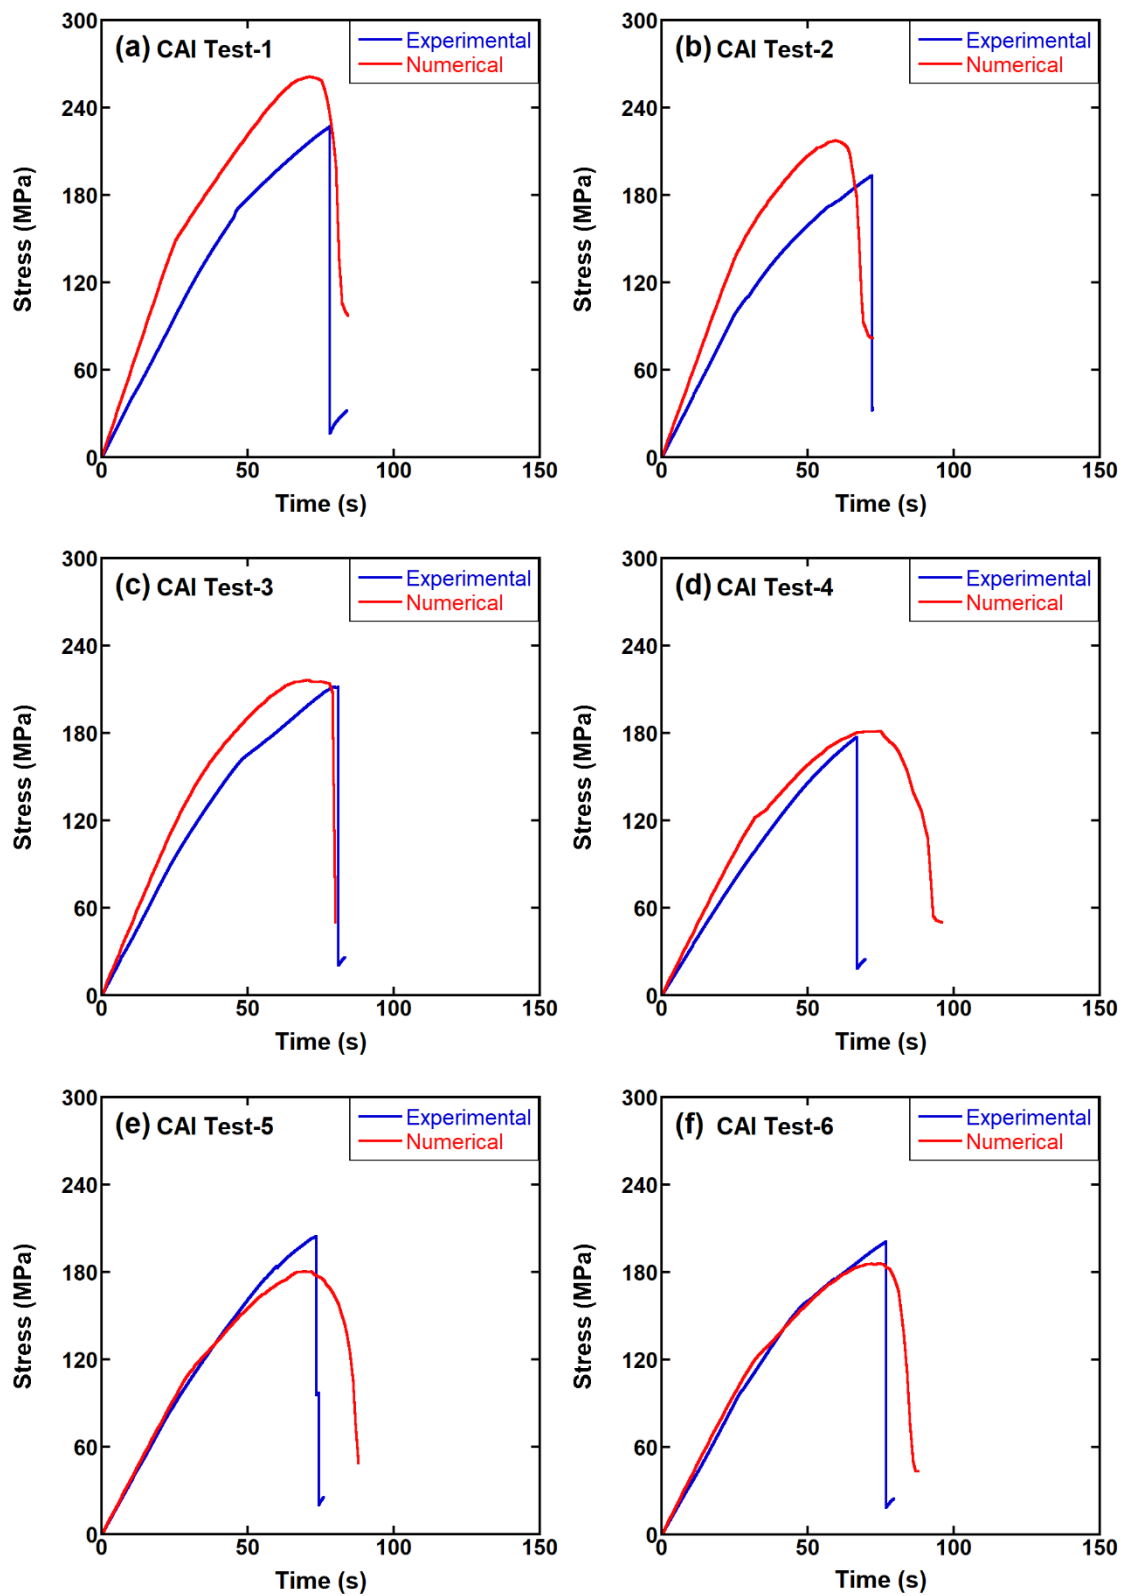 (a) CAI Test-1
Experimental
Numerical
300
240
180
120
60
0
Stress (MPa)
0 50 100 150
Time (s)
(b) CAI Test-2
Experimental
Numerical
300
240
180
120
60
0
Stress (MPa)
0 50 100 150
Time (s)
(c) CAI Test-3
Experimental
Numerical
300
240
180
120
60
0
Stress (MPa)
0 50 100 150
Time (s)
(d) CAI Test-4
Experimental
Numerical
300
240
180
120
60
0
Stress (MPa)
0 50 100 150
Time (s)
(e) CAI Test-5
Experimental
Numerical
300
240
180
120
60
0
Stress (MPa)
0 50 100 150
Time (s)
(f) CAI Test-6
Experimental
Numerical
300
240
180
120
60
0
Stress (MPa)
0 50 100 150
Time (s)